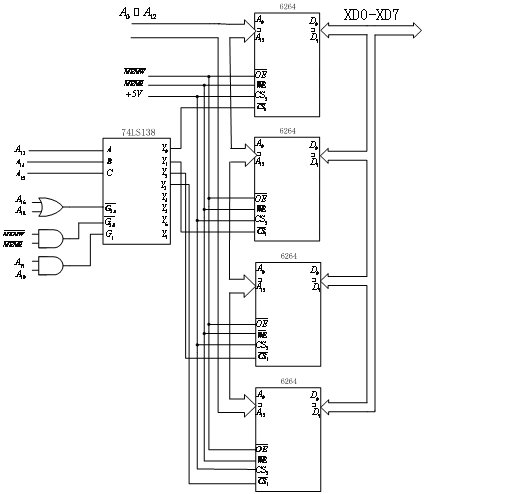 A0 □ A12
XD0-XD7
6264
A0
□
A12
D0
□
D7
MEMW
MEMR
+5V
OE
WE
CS2
CS1
74LS138
A13
A14
A15
A
B
C
Y0
Y1
Y2
Y3
Y4
Y5
Y6
Y7
G2A
G2B
G1
MEMW
MEMR
A19
6264
A0
□
A12
D0
□
D7
OE
WE
CS2
CS1
6264
A0
□
A12
D0
□
D7
OE
WE
CS2
CS1
6264
A0
□
A12
D0
□
D7
OE
WE
CS2
CS1